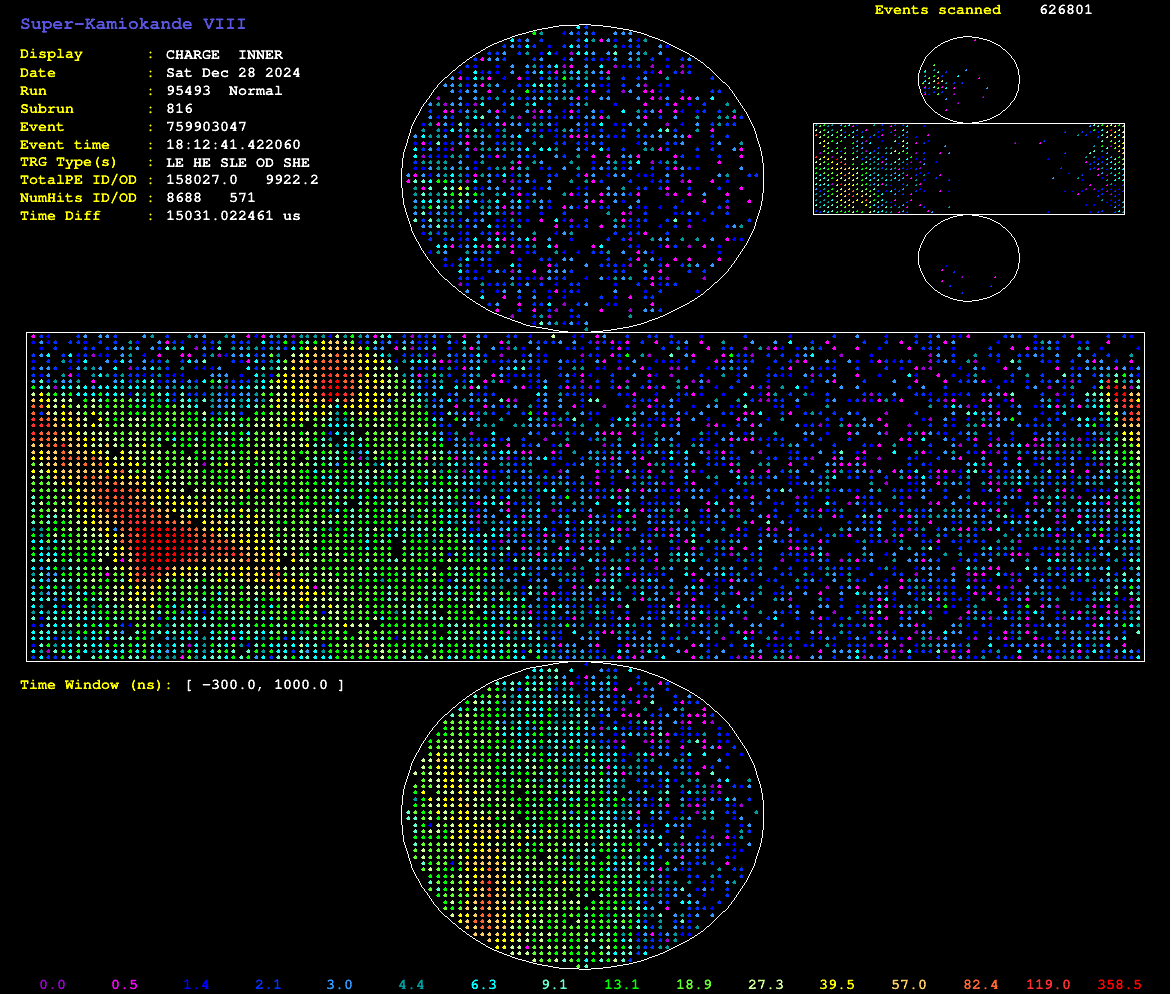 Super-Kamiokande VIII
Events scanned 626801
Display : CHARGE INNER
Date : Sat Dec 28 2024
Run : 95493 Normal
Subrun : 816
Event : 759903047
Event time : 18:12:41.422060
TRG Type(s) : LE HE SLE OD SHE
TotalPE ID/OD : 158027.0 9922.2
NumHits ID/OD : 8688 571
Time Diff : 15031.022461 us
Time Window (ns): [ −300.0, 1000.0 ]
0.0 0.5 1.4 2.1 3.0 4.4 6.3 9.1 13.1 18.9 27.3 39.5 57.0 82.4 119.0 358.5